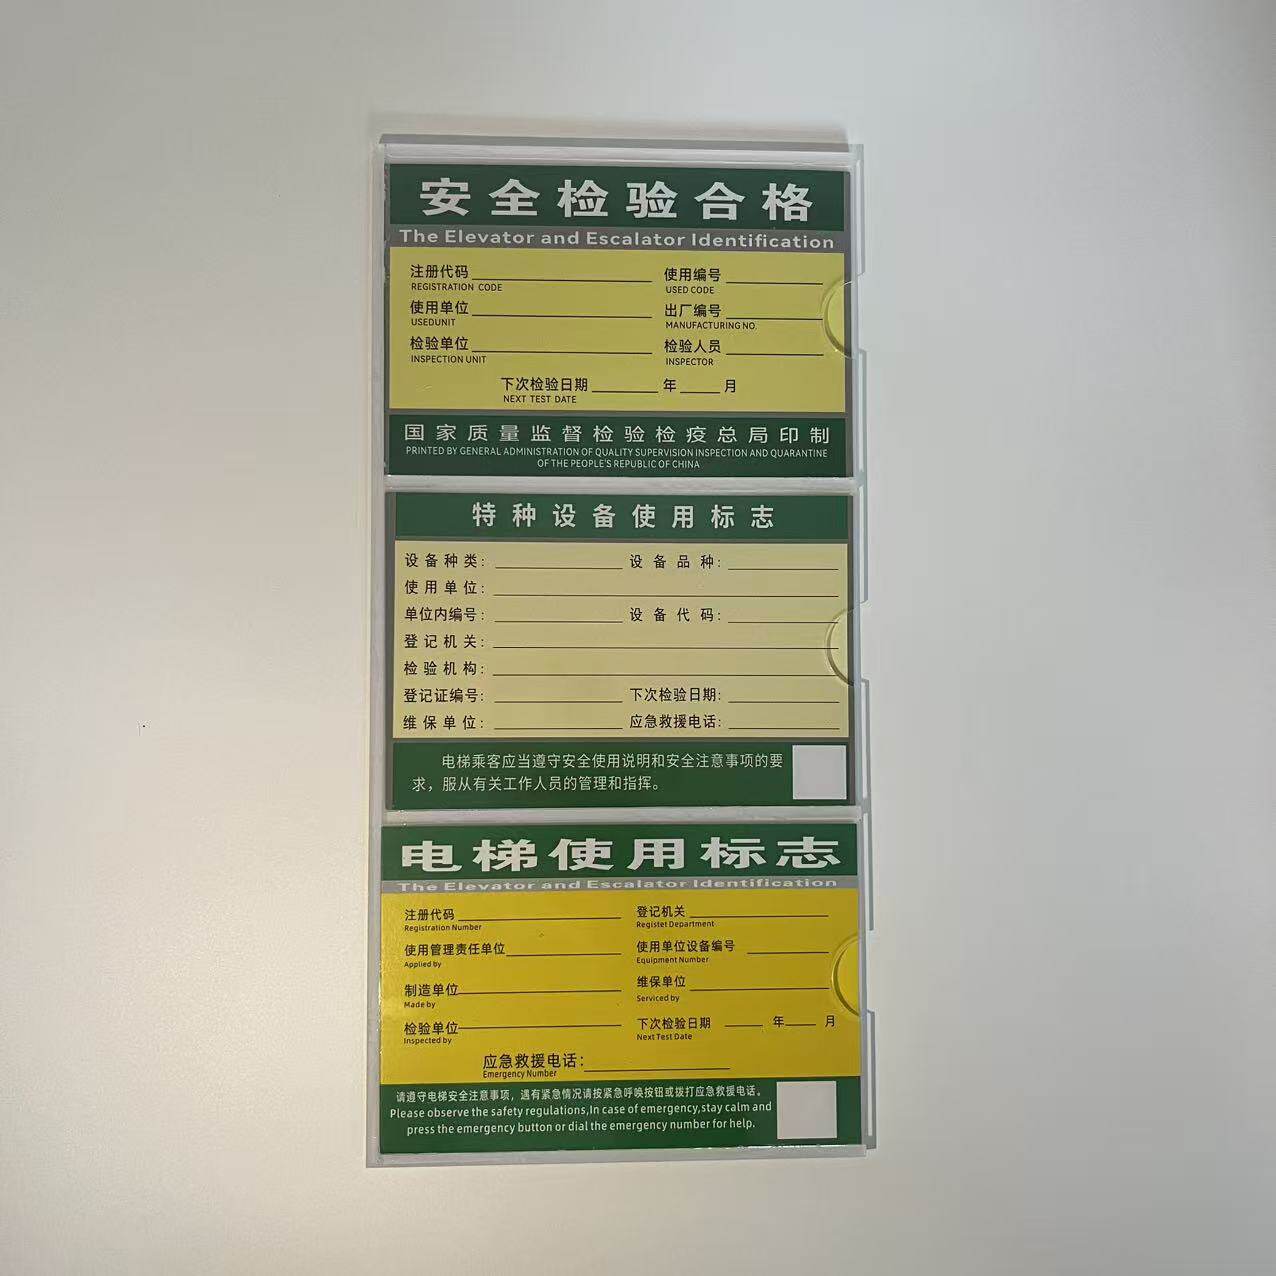 安全检验合格
The Elevator and Escalator Identification
注册代码 使用编号
REGISTRATION CODE USED CODE
使用单位 出厂编号
USEDUNIT MANUFACTURING NO.
检验单位 检验人员
INSPECTION UNIT INSPECTOR
下次检验日期 年 月
NEXT TEST DATE
国家质量监督检验检疫总局印制
PRINTED BY GENERAL ADMINISTRATION OF QUALITY SUPERVISION INSPECTION AND QUARANTINE
OF THE PEOPLE'S REPUBLIC OF CHINA
特种设备使用标志
设备种类: 设备品种:
使用单位:
单位内编号: 设备代码:
登记机关:
检验机构:
登记证编号: 下次检验日期:
维保单位: 应急救援电话:
电梯乘客应当遵守安全使用说明和安全注意事项的要
求，服从有关工作人员的管理和指挥。
电梯使用标志
The Elevator and Escalator Identification
注册代码 登记机关
Registration Number Registet Department
使用管理责任单位 使用单位设备编号
Applied by Equipment Number
制造单位 维保单位
Made by Serviced by
检验单位 下次检验日期 年 月
Inspected by Next Test Date
应急救援电话:
Emergency Number
请遵守电梯安全注意事项，遇有紧急情况请按紧急呼唤按钮或拨打应急救援电话。
Please observe the safety regulations,In case of emergency,stay calm and
press the emergency button or dial the emergency number for help.